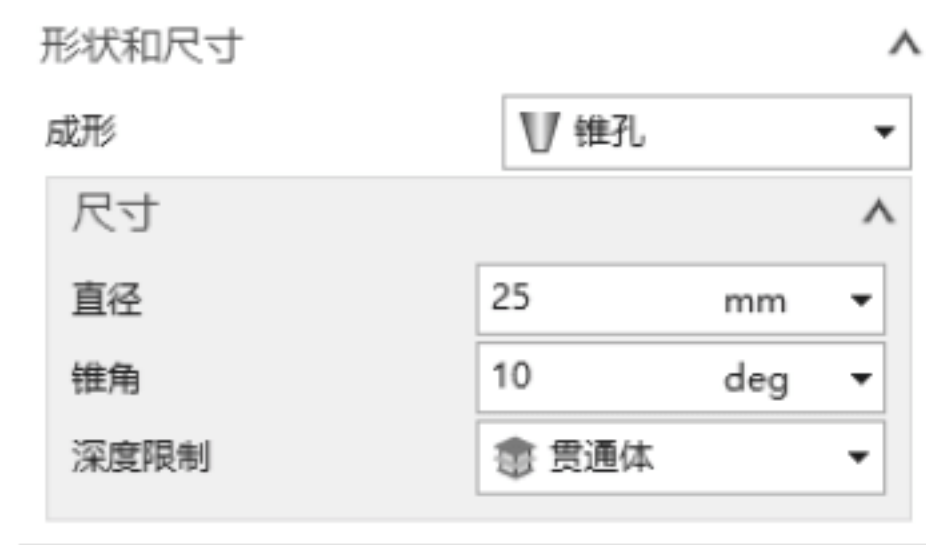 形状和尺寸
成形 锥孔
尺寸
直径 25 mm
锥角 10 deg
深度限制 贯通体